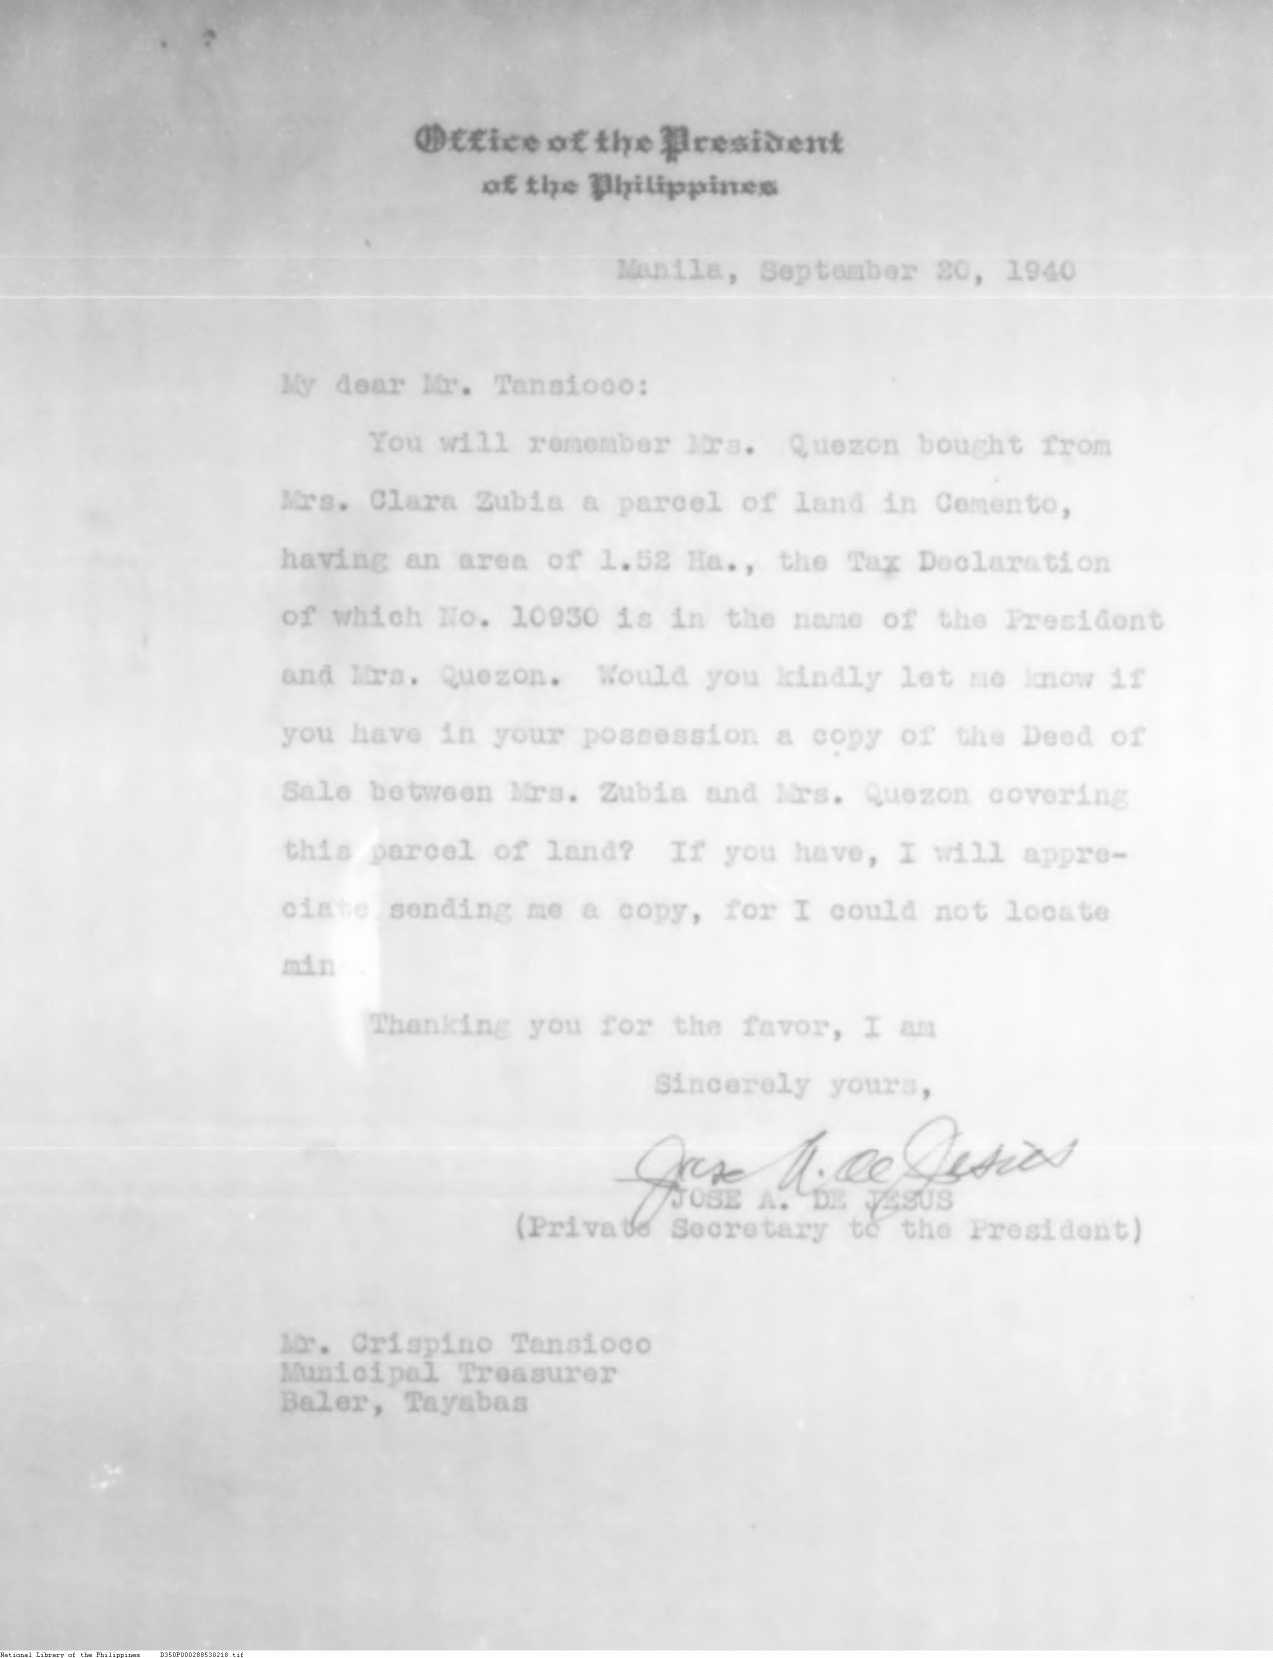 Office of the President
of the Philippines
Manila, September 20, 1940
My dear Mr. Tansioco:
You will remember Mrs. Quezon bought from
Mrs. Clara Zubia a parcel of land in Cemento,
having an area of 1.52 Ha., the Tax Declaration
of which No. 10930 is in the name of the President
and Mrs. Quezon. Would you kindly let me know if
you have in your possession a copy of the Deed of
Sale between Mrs. Zubia and Mrs. Quezon covering
this parcel of land? If you have, I will appre-
ciate sending me a copy, for I could not locate
min
Thanking you for the favor, I am
Sincerely yours,
Jose A. de Jesus
JOSE A. DE JESUS
(Private Secretary to the President)
Mr. Crispino Tansioco
Municipal Treasurer
Baler, Tayabas
National Library of the Philippines D350P000288530218.tif